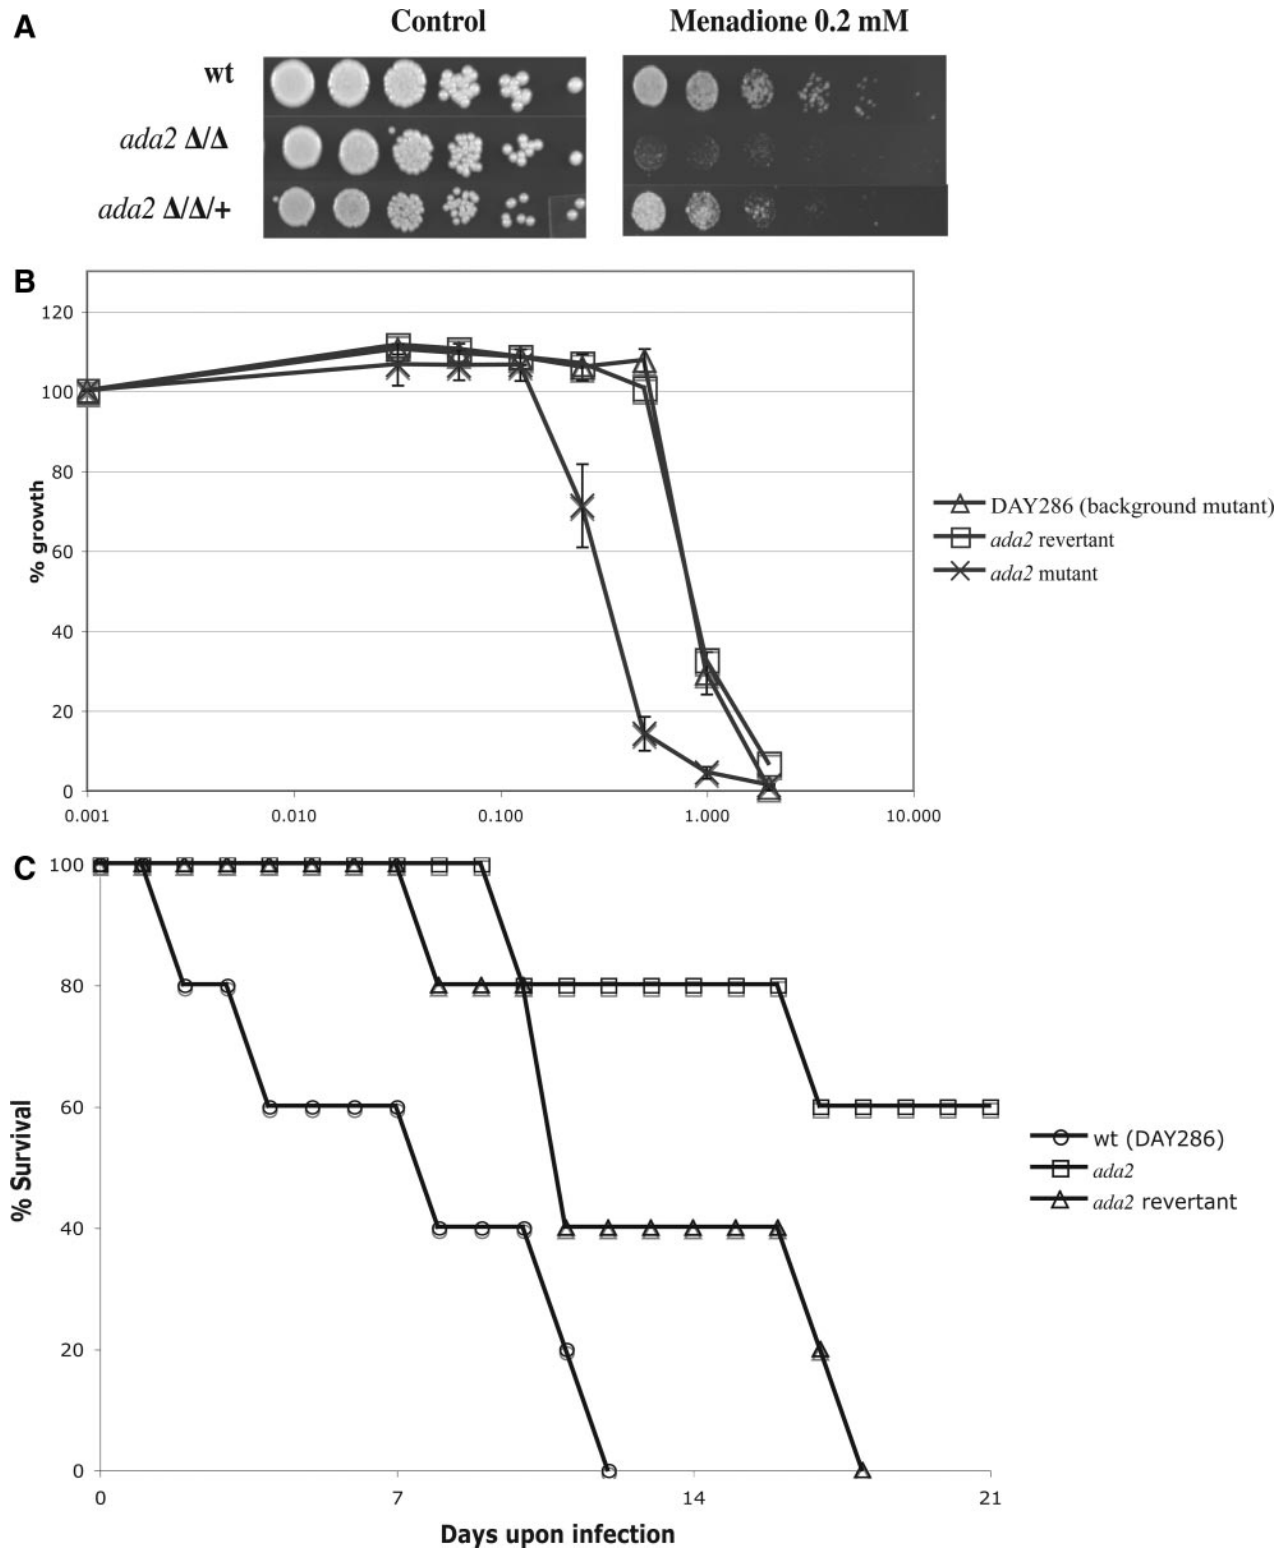 A
Control
Menadione 0.2 mM
wt
ada2 Δ/Δ
ada2 Δ/Δ/+
B
120
100
80
60
40
20
0
% growth
0.001
0.010
0.100
1.000
10.000
DAY286 (background mutant)
ada2 revertant
ada2 mutant
C
100
80
60
40
20
0
% Survival
0
7
14
21
Days upon infection
wt (DAY286)
ada2
ada2 revertant